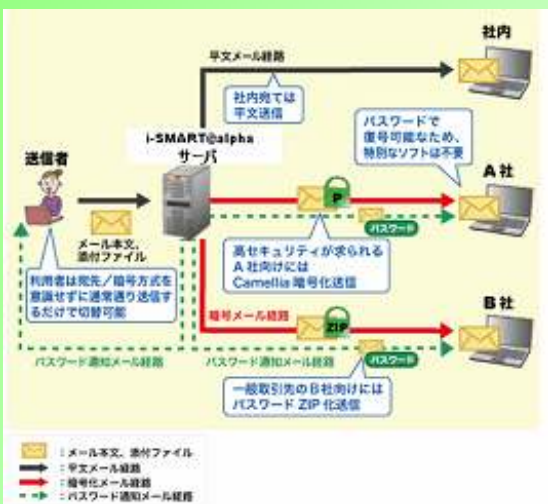 社内
平文メール経路
社内宛ては
平文送信
パスワードで
復号可能なため、
特別なソフトは不要
i-SMART@alpha
サーバ
送信者
A社
P
パスワード
メール本文、
添付ファイル
高セキュリティが求められる
A社向けには
Camellia 暗号化送信
利用者は宛先/暗号方式を
意識せずに通常通り送信す
るだけで切替可能
暗号メール経路
B社
ZIP
パスワード通知メール経路
パスワード通知メール経路
パスワード
一般取引先のB社向けには
パスワード ZIP 化送信
:メール本文、添付ファイル
:平文メール経路
:暗号化メール経路
:パスワード通知メール経路